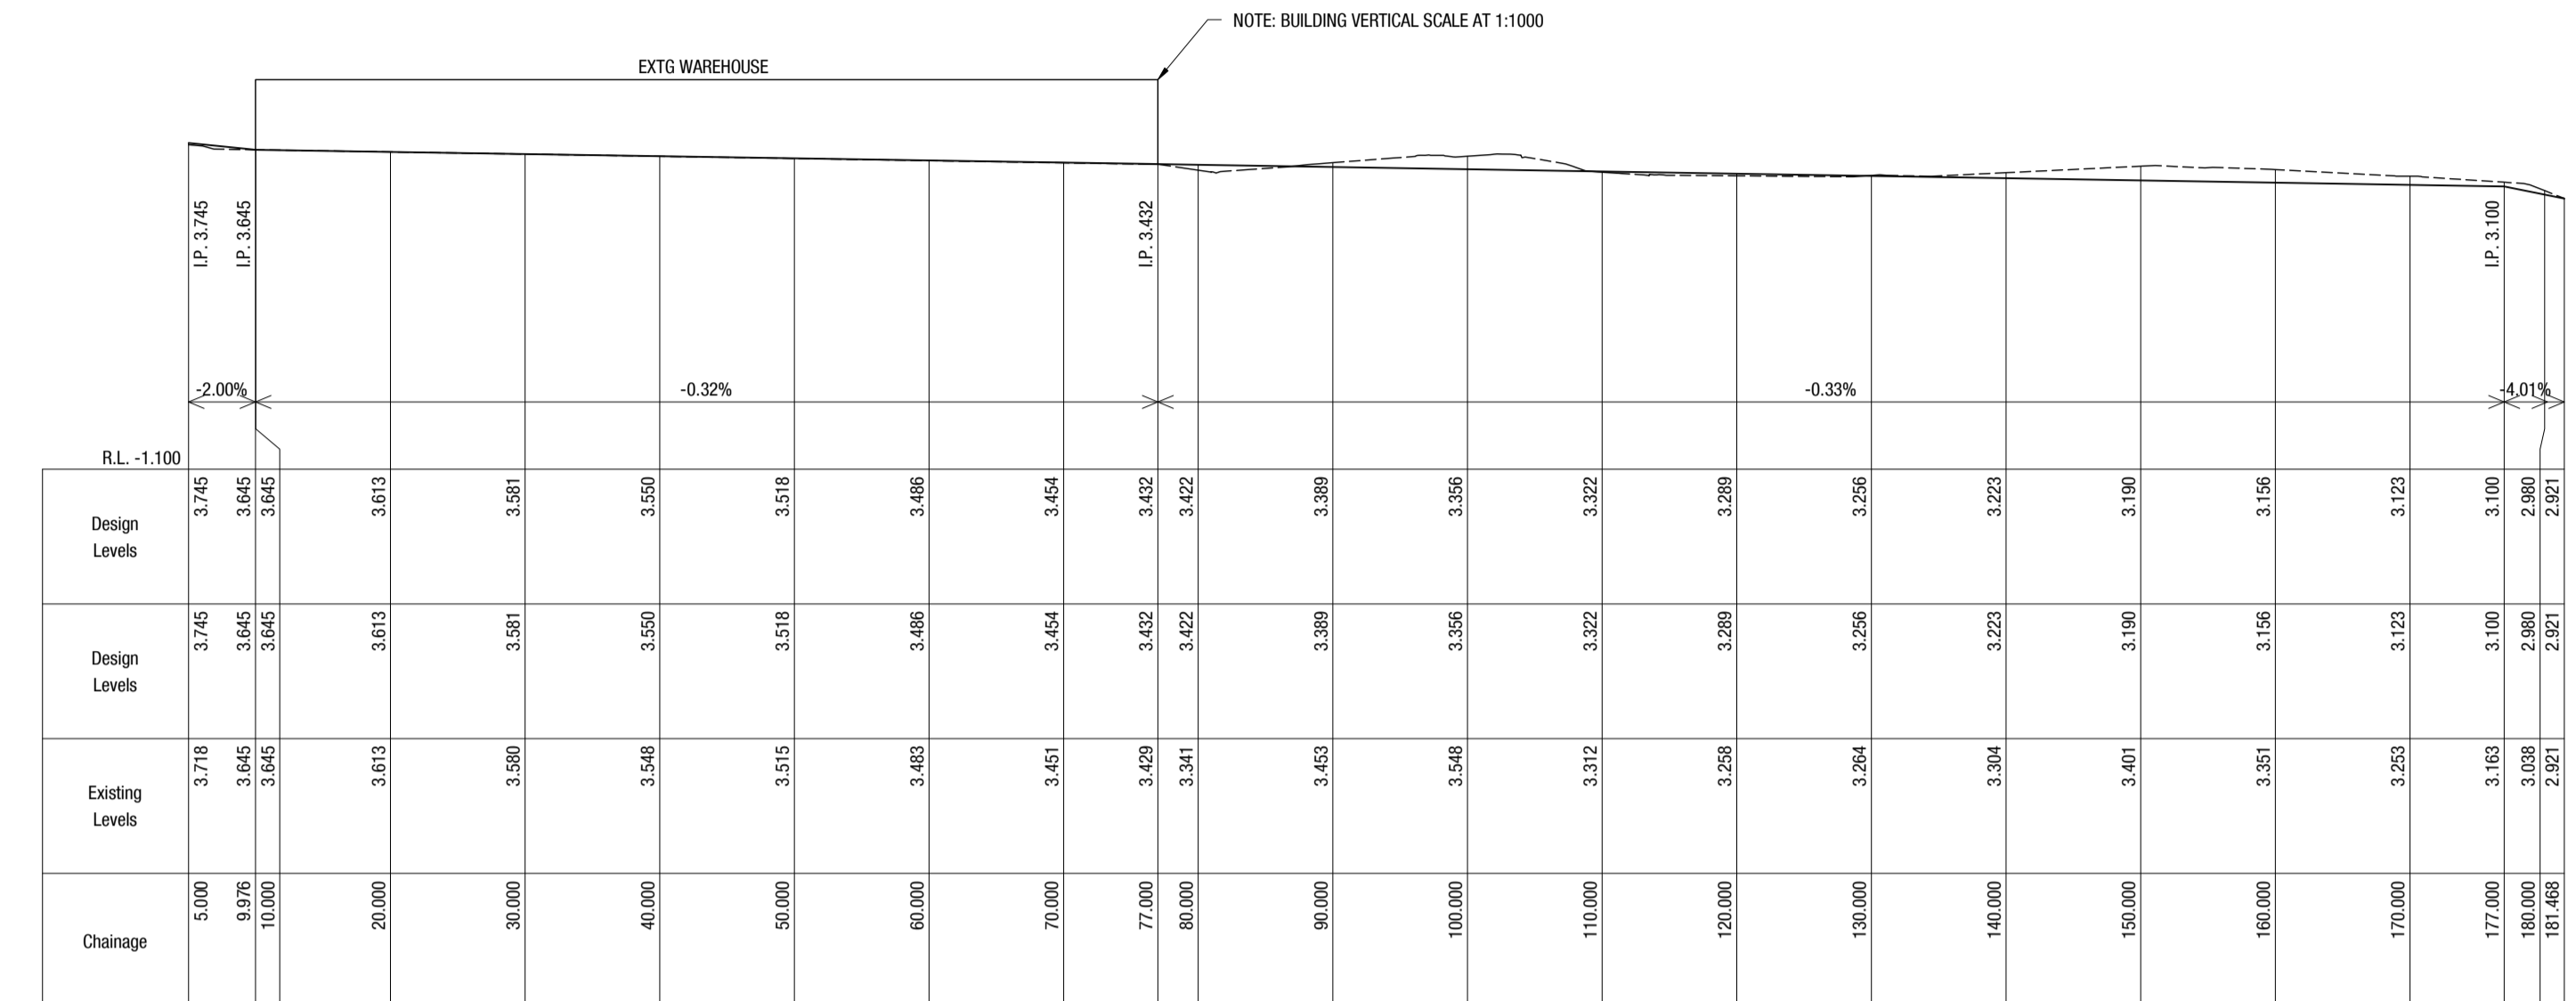 NOTE: BUILDING VERTICAL SCALE AT 1:1000
EXTG WAREHOUSE
I.P. 3.745
I.P. 3.645
I.P. 3.432
I.P. 3.100
-2.00%
-0.32%
-0.33%
-4.01%
R.L. -1.100
Design
Levels
3.745 3.645 3.645 3.613 3.581 3.550 3.518 3.486 3.454 3.432 3.422 3.389 3.356 3.322 3.289 3.256 3.223 3.190 3.156 3.123 3.100 2.980 2.921
Design
Levels
3.745 3.645 3.645 3.613 3.581 3.550 3.518 3.486 3.454 3.432 3.422 3.389 3.356 3.322 3.289 3.256 3.223 3.190 3.156 3.123 3.100 2.980 2.921
Existing
Levels
3.718 3.645 3.645 3.613 3.580 3.548 3.515 3.483 3.451 3.429 3.341 3.453 3.548 3.312 3.258 3.264 3.304 3.401 3.351 3.253 3.163 3.038 2.921
Chainage
5.000 9.976 10.000 20.000 30.000 40.000 50.000 60.000 70.000 77.000 80.000 90.000 100.000 110.000 120.000 130.000 140.000 150.000 160.000 170.000 177.000 180.000 181.468